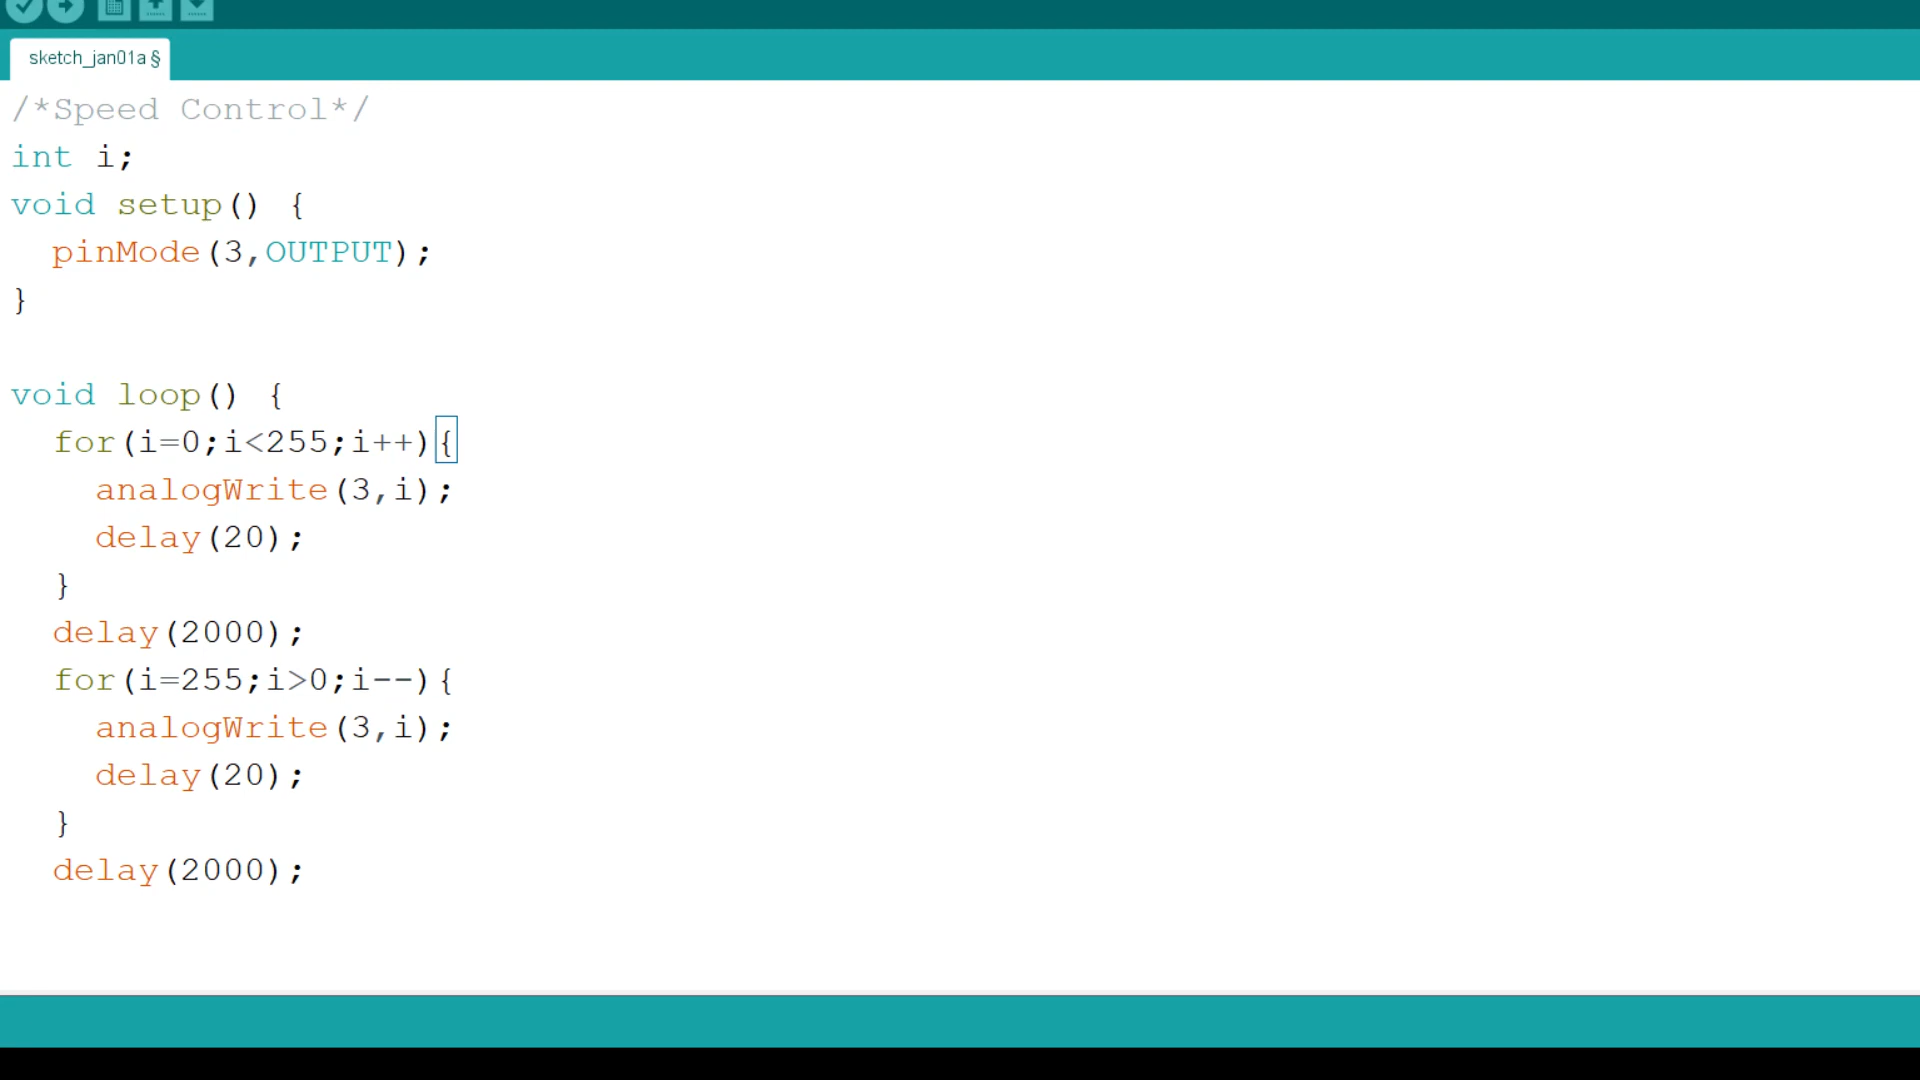 sketch_jan01a §
/*Speed Control*/
int i;
void setup() {
  pinMode(3,OUTPUT);
}
void loop() {
  for(i=0;i<255;i++){
    analogWrite(3,i);
    delay(20);
  }
  delay(2000);
  for(i=255;i>0;i--){
    analogWrite(3,i);
    delay(20);
  }
  delay(2000);